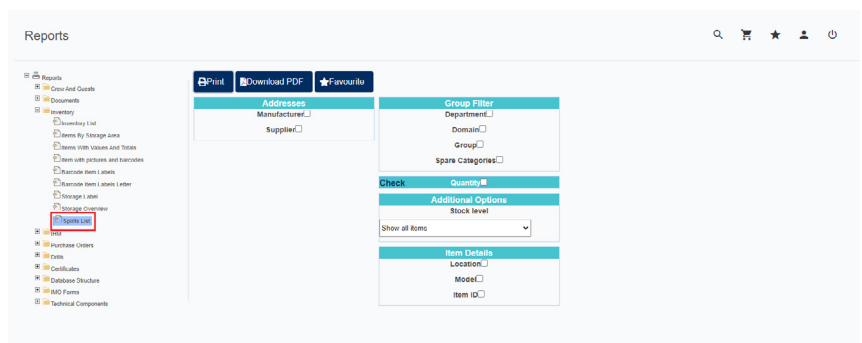 Reports
Reports
Crew And Guests
Documents
Inventory
Inventory List
Items By Storage Area
Items With Values And Totals
Item with pictures and barcodes
Barcode Item Labels
Barcode Item Labels Letter
Storage Label
Storage Overview
Spirits List
IHM
Purchase Orders
Drills
Certificates
Database Structure
IMO Forms
Technical Components
Print Download PDF Favourite
Addresses
Manufacturer
Supplier
Group Filter
Department
Domain
Group
Spare Categories
Check Quantity
Additional Options
Stock level
Show all items
Item Details
Location
Model
Item ID